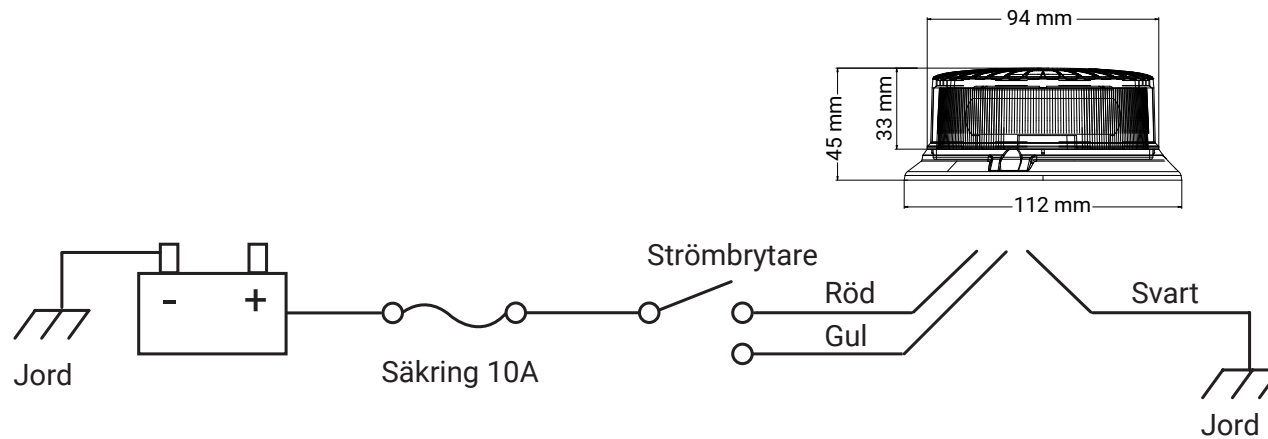 94 mm
45 mm
33 mm
112 mm
Strömbrytare
- +
Röd
Svart
Gul
Jord
Säkring 10A
Jord